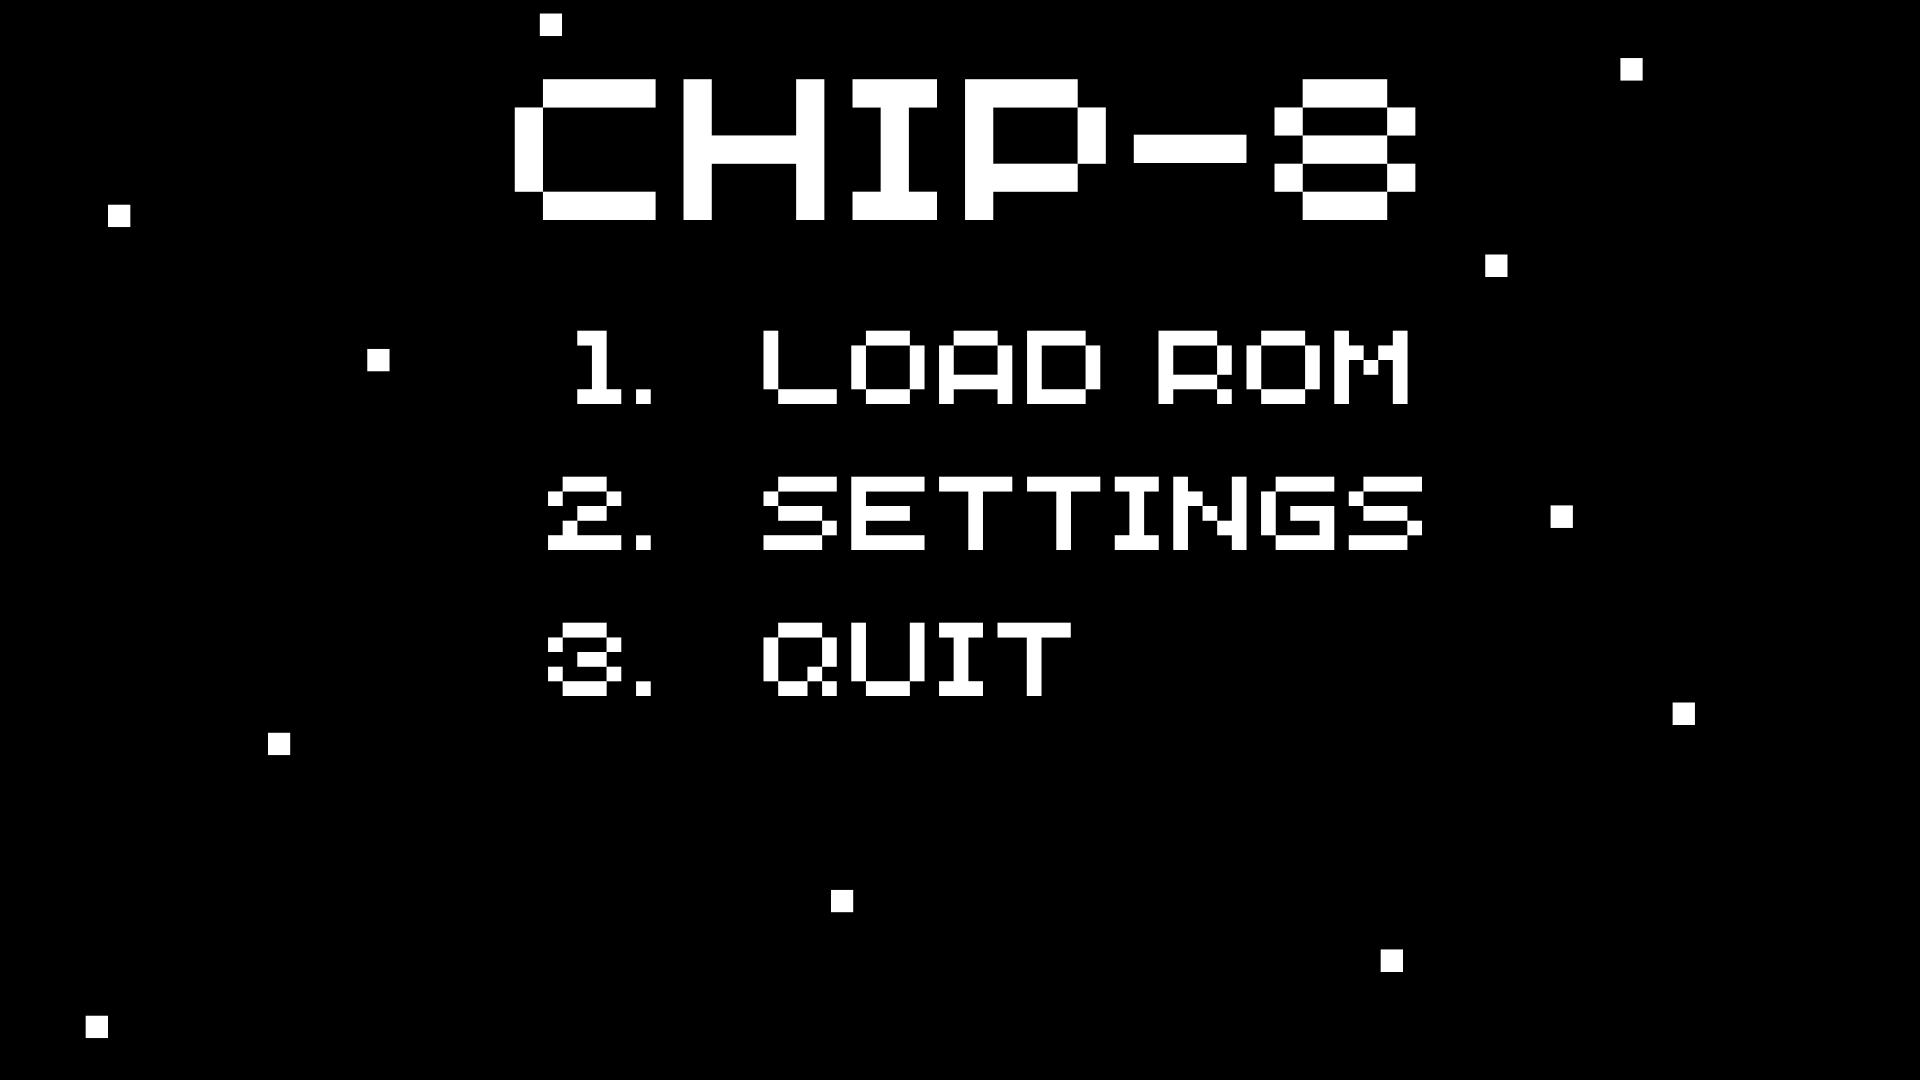 CHIP-8
1. LOAD ROM
2. SETTINGS
3. QUIT